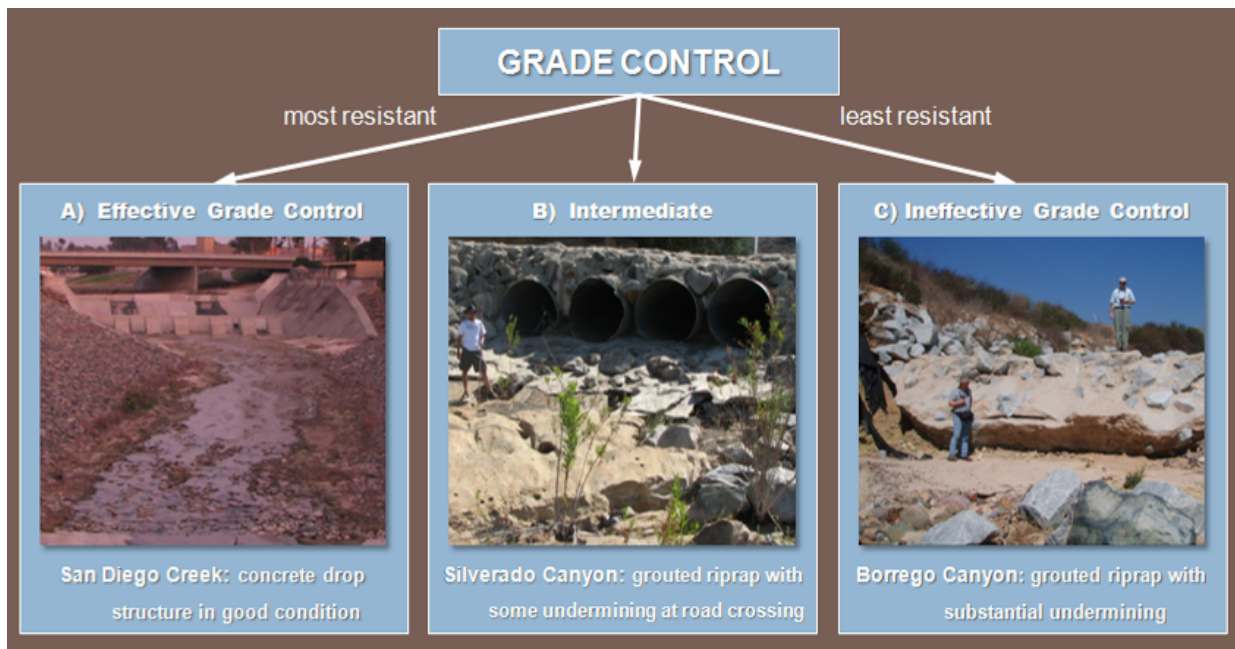 GRADE CONTROL
most resistant
least resistant
A) Effective Grade Control
San Diego Creek: concrete drop
structure in good condition
B) Intermediate
Silverado Canyon: grouted riprap with
some undermining at road crossing
C) Ineffective Grade Control
Borrego Canyon: grouted riprap with
substantial undermining